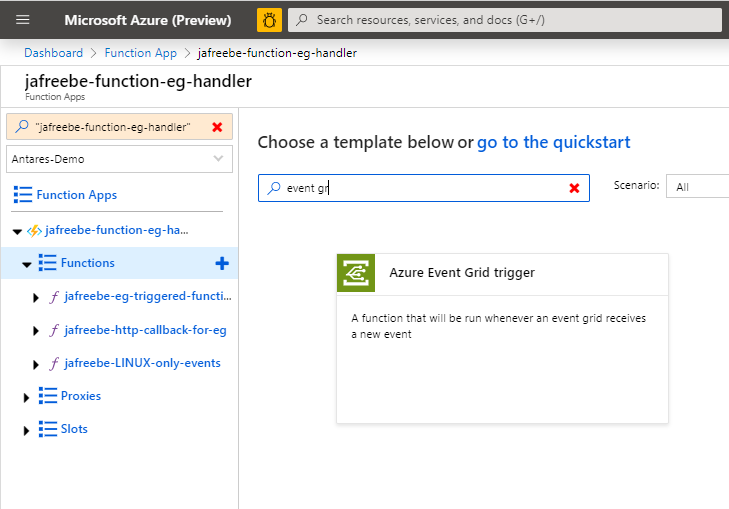 Microsoft Azure (Preview)
Search resources, services, and docs (G+/)
Dashboard > Function App > jafreebe-function-eg-handler
jafreebe-function-eg-handler
Function Apps
"jafreebe-function-eg-handler"
Antares-Demo
Function Apps
jafreebe-function-eg-ha...
Functions
jafreebe-eg-triggered-functi...
jafreebe-http-callback-for-eg
jafreebe-LINUX-only-events
Proxies
Slots
Choose a template below or go to the quickstart
event gr
Scenario:
All
Azure Event Grid trigger
A function that will be run whenever an event grid receives
a new event